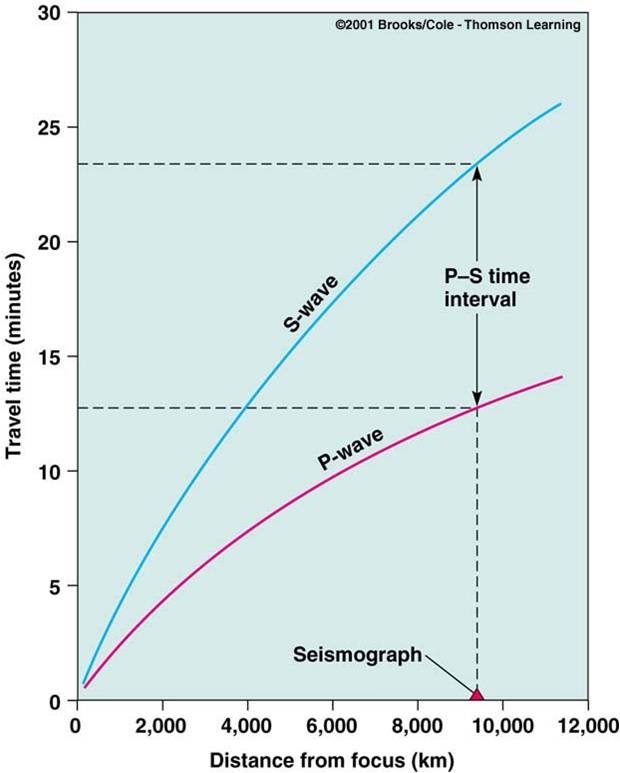 ©2001 Brooks/Cole - Thomson Learning
30
25
20
15
10
5
0
Travel time (minutes)
S-wave
P–S time
interval
P-wave
Seismograph
0
2,000
4,000
6,000
8,000
10,000
12,000
Distance from focus (km)